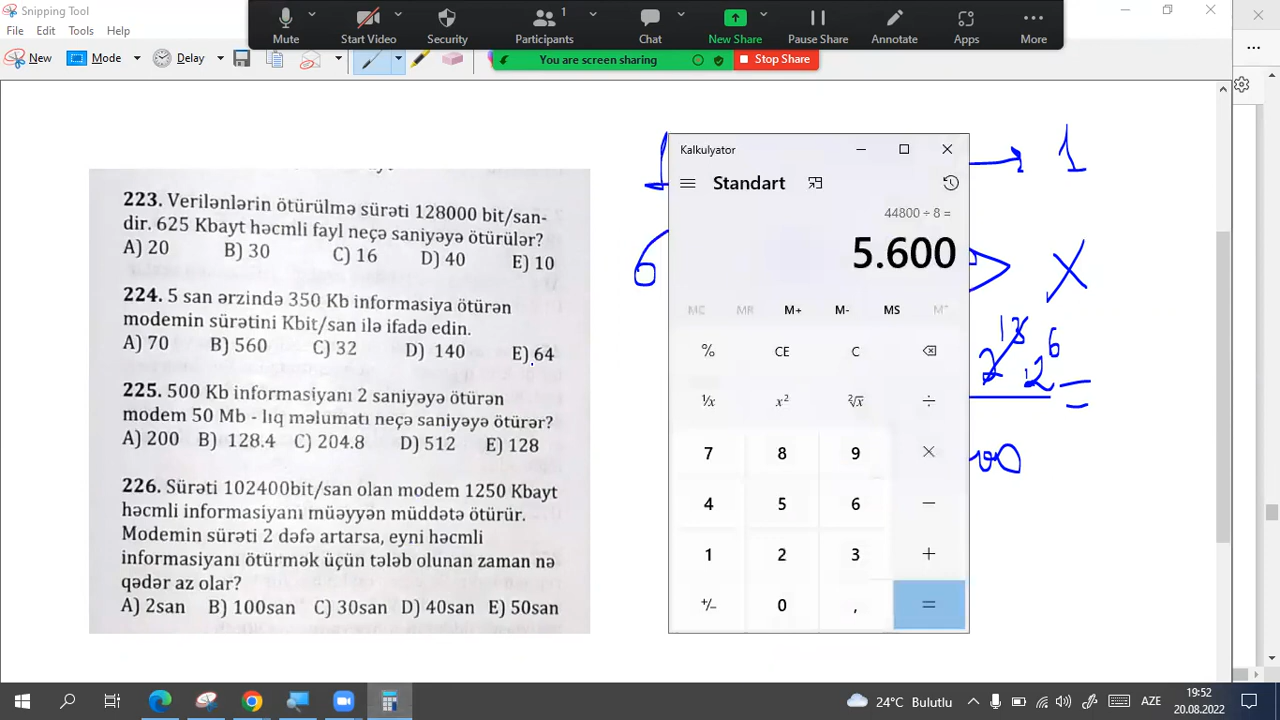 Snipping Tool
File Edit Tools Help
New Mode Delay
Mute Start Video Security Participants 1 Chat New Share Pause Share Annotate Apps More
You are screen sharing Stop Share
223. Verilənlərin ötürülmə sürəti 128000 bit/san-
dir. 625 Kbayt həcmli fayl neçə saniyəyə ötürülər?
A) 20 B) 30 C) 16 D) 40 E) 10
224. 5 san ərzində 350 Kb informasiya ötürən
modemin sürətini Kbit/san ilə ifadə edin.
A) 70 B) 560 C) 32 D) 140 E) 64
225. 500 Kb informasiyanı 2 saniyəyə ötürən
modem 50 Mb - lıq məlumatı neçə saniyəyə ötürər?
A) 200 B) 128.4 C) 204.8 D) 512 E) 128
226. Sürəti 102400bit/san olan modem 1250 Kbayt
həcmli informasiyanı müəyyən müddətə ötürür.
Modemin sürəti 2 dəfə artarsa, eyni həcmli
informasiyanı ötürmək üçün tələb olunan zaman nə
qədər az olar?
A) 2san B) 100san C) 30san D) 40san E) 50san
Kalkulyator
Standart
44800 ÷ 8 =
5.600
MC MR M+ M- MS M˅
% CE C
¹/x x² ²√x ÷
7 8 9 ×
4 5 6 −
1 2 3 +
+/− 0 , =
1
X
2¹³ 2⁶ =
24°C Bulutlu AZE 19:52
20.08.2022